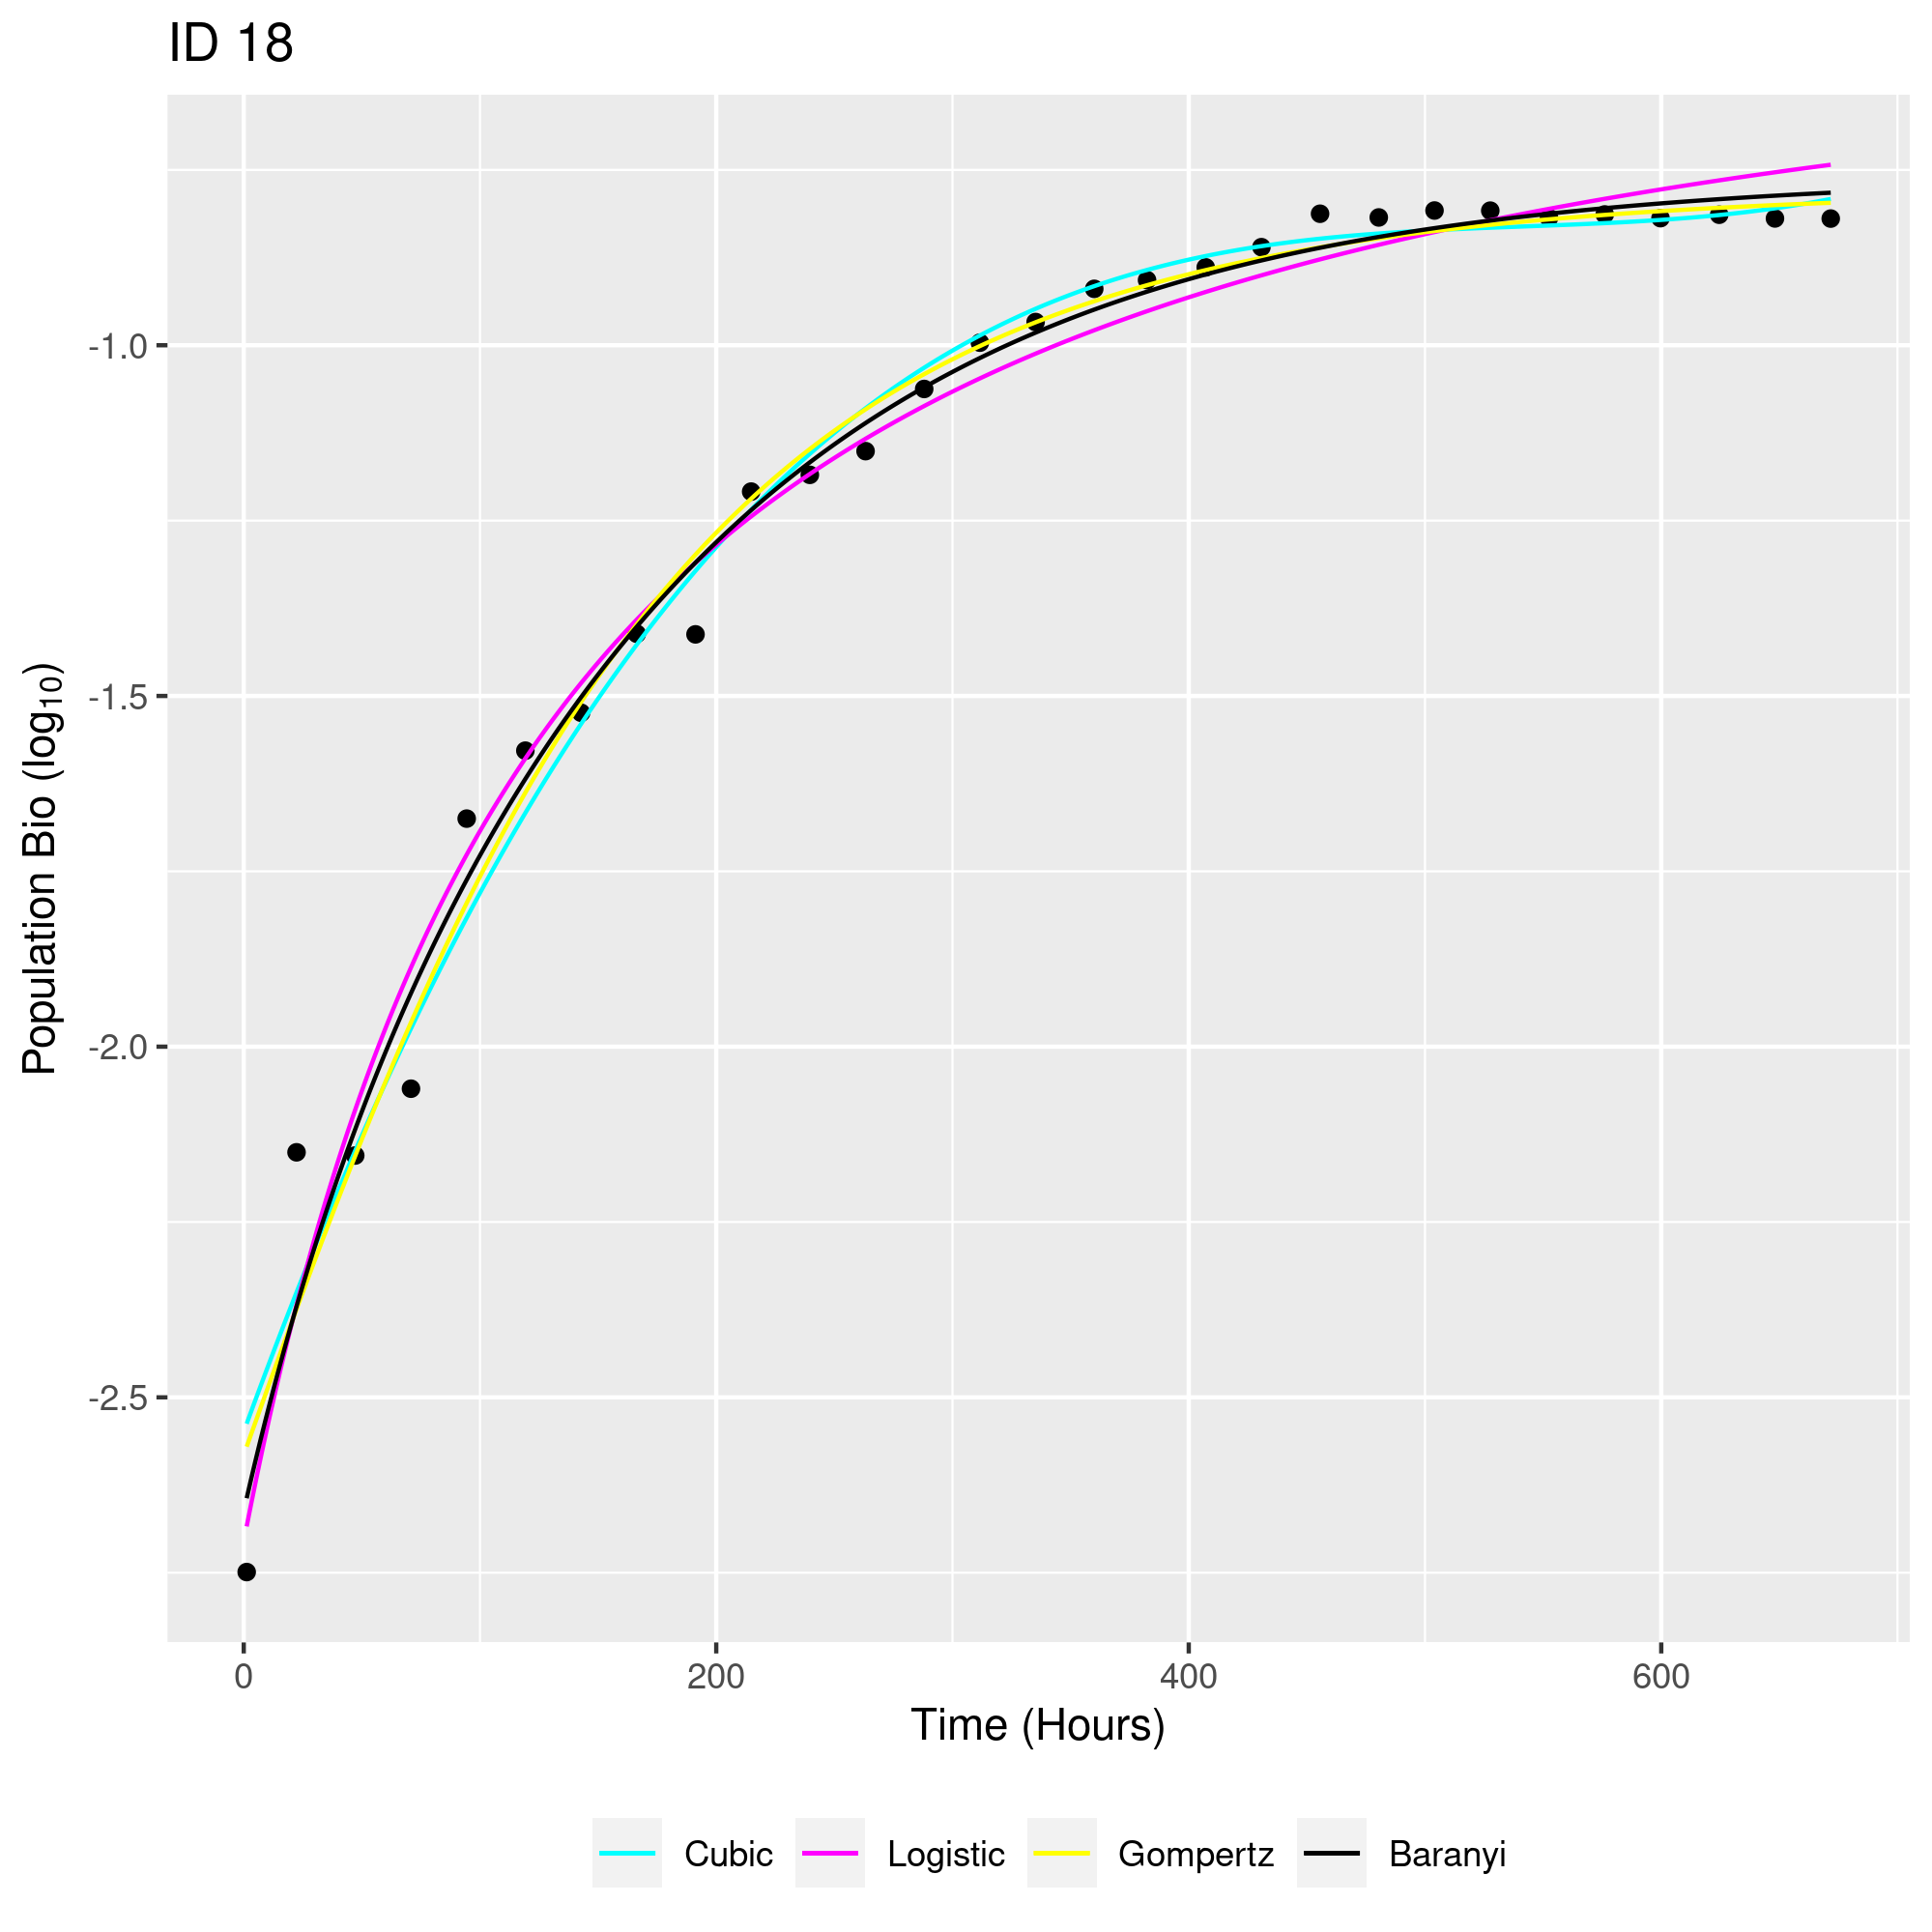 ID 18
Population Bio (log₁₀)
-1.0
-1.5
-2.0
-2.5
0 200 400 600
Time (Hours)
Cubic Logistic Gompertz Baranyi